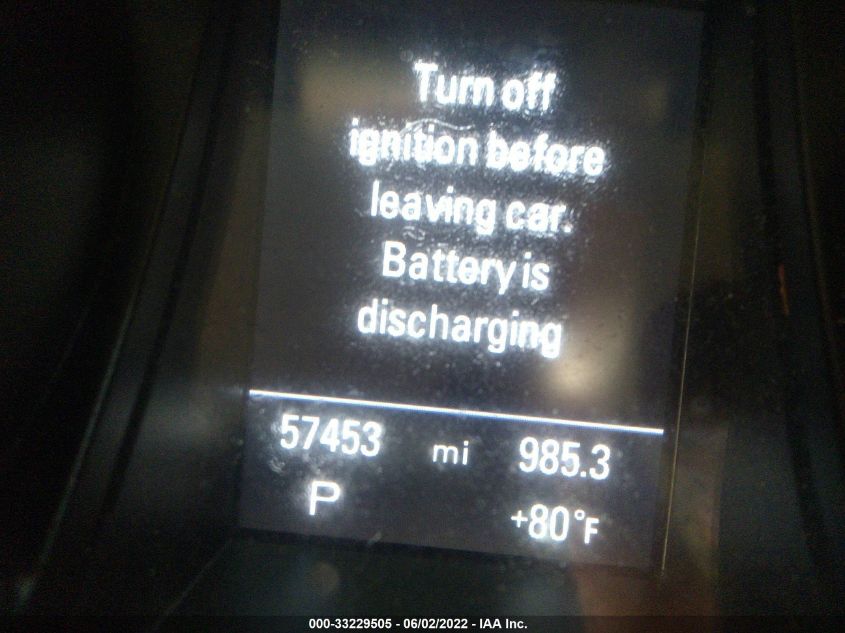 Turn off
ignition before
leaving car.
Battery is
discharging
57453 mi 985.3
P +80°F
000-33229505 - 06/02/2022 - IAA Inc.